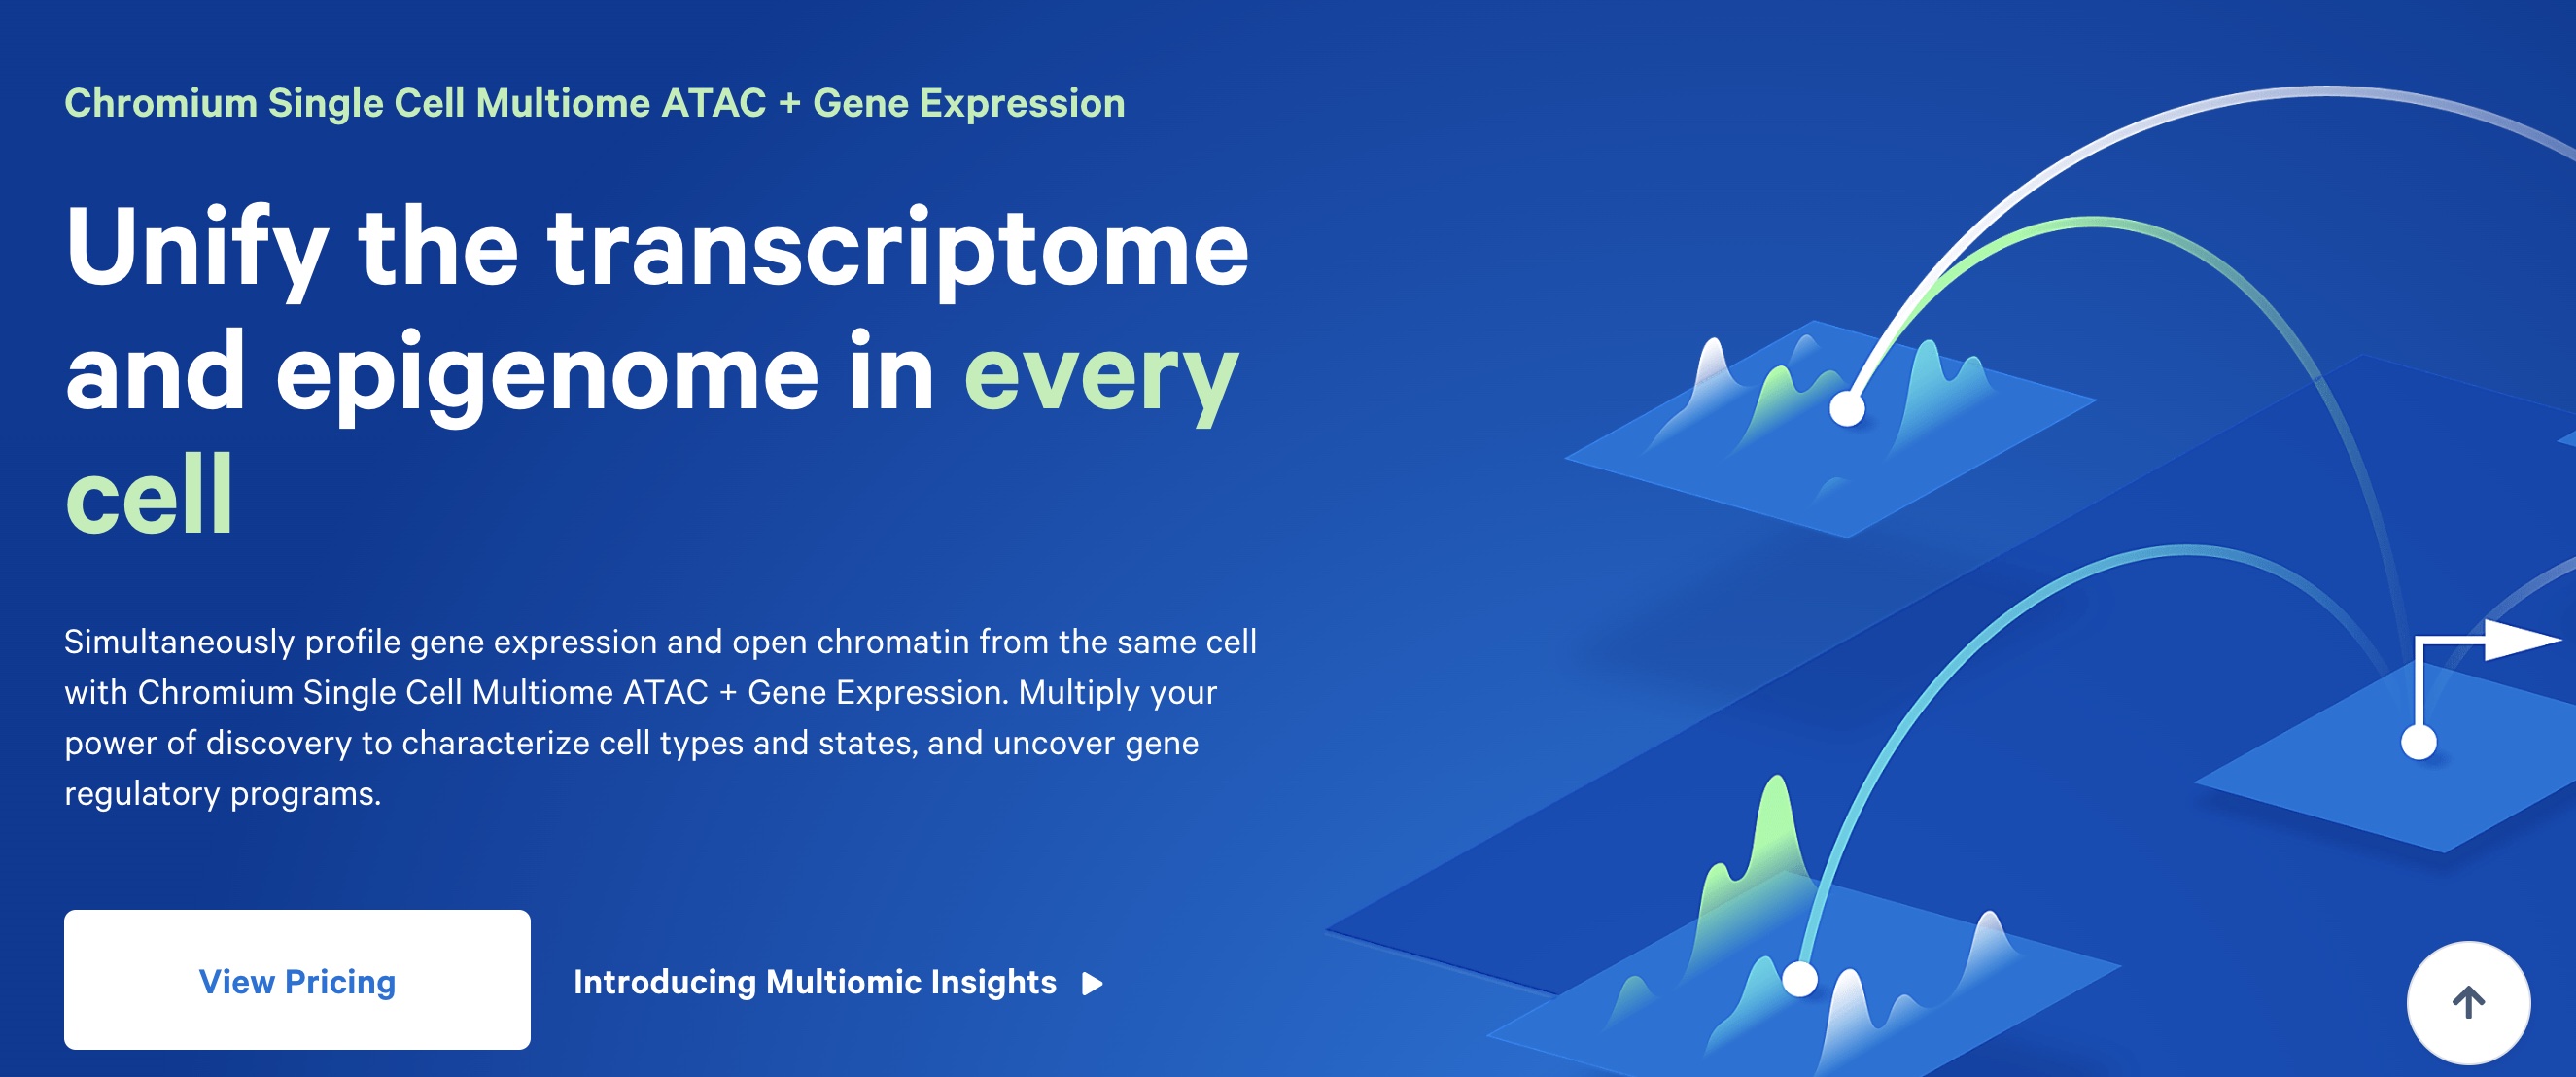 Chromium Single Cell Multiome ATAC + Gene Expression
Unify the transcriptome
and epigenome in every
cell
Simultaneously profile gene expression and open chromatin from the same cell
with Chromium Single Cell Multiome ATAC + Gene Expression. Multiply your
power of discovery to characterize cell types and states, and uncover gene
regulatory programs.
View Pricing
Introducing Multiomic Insights